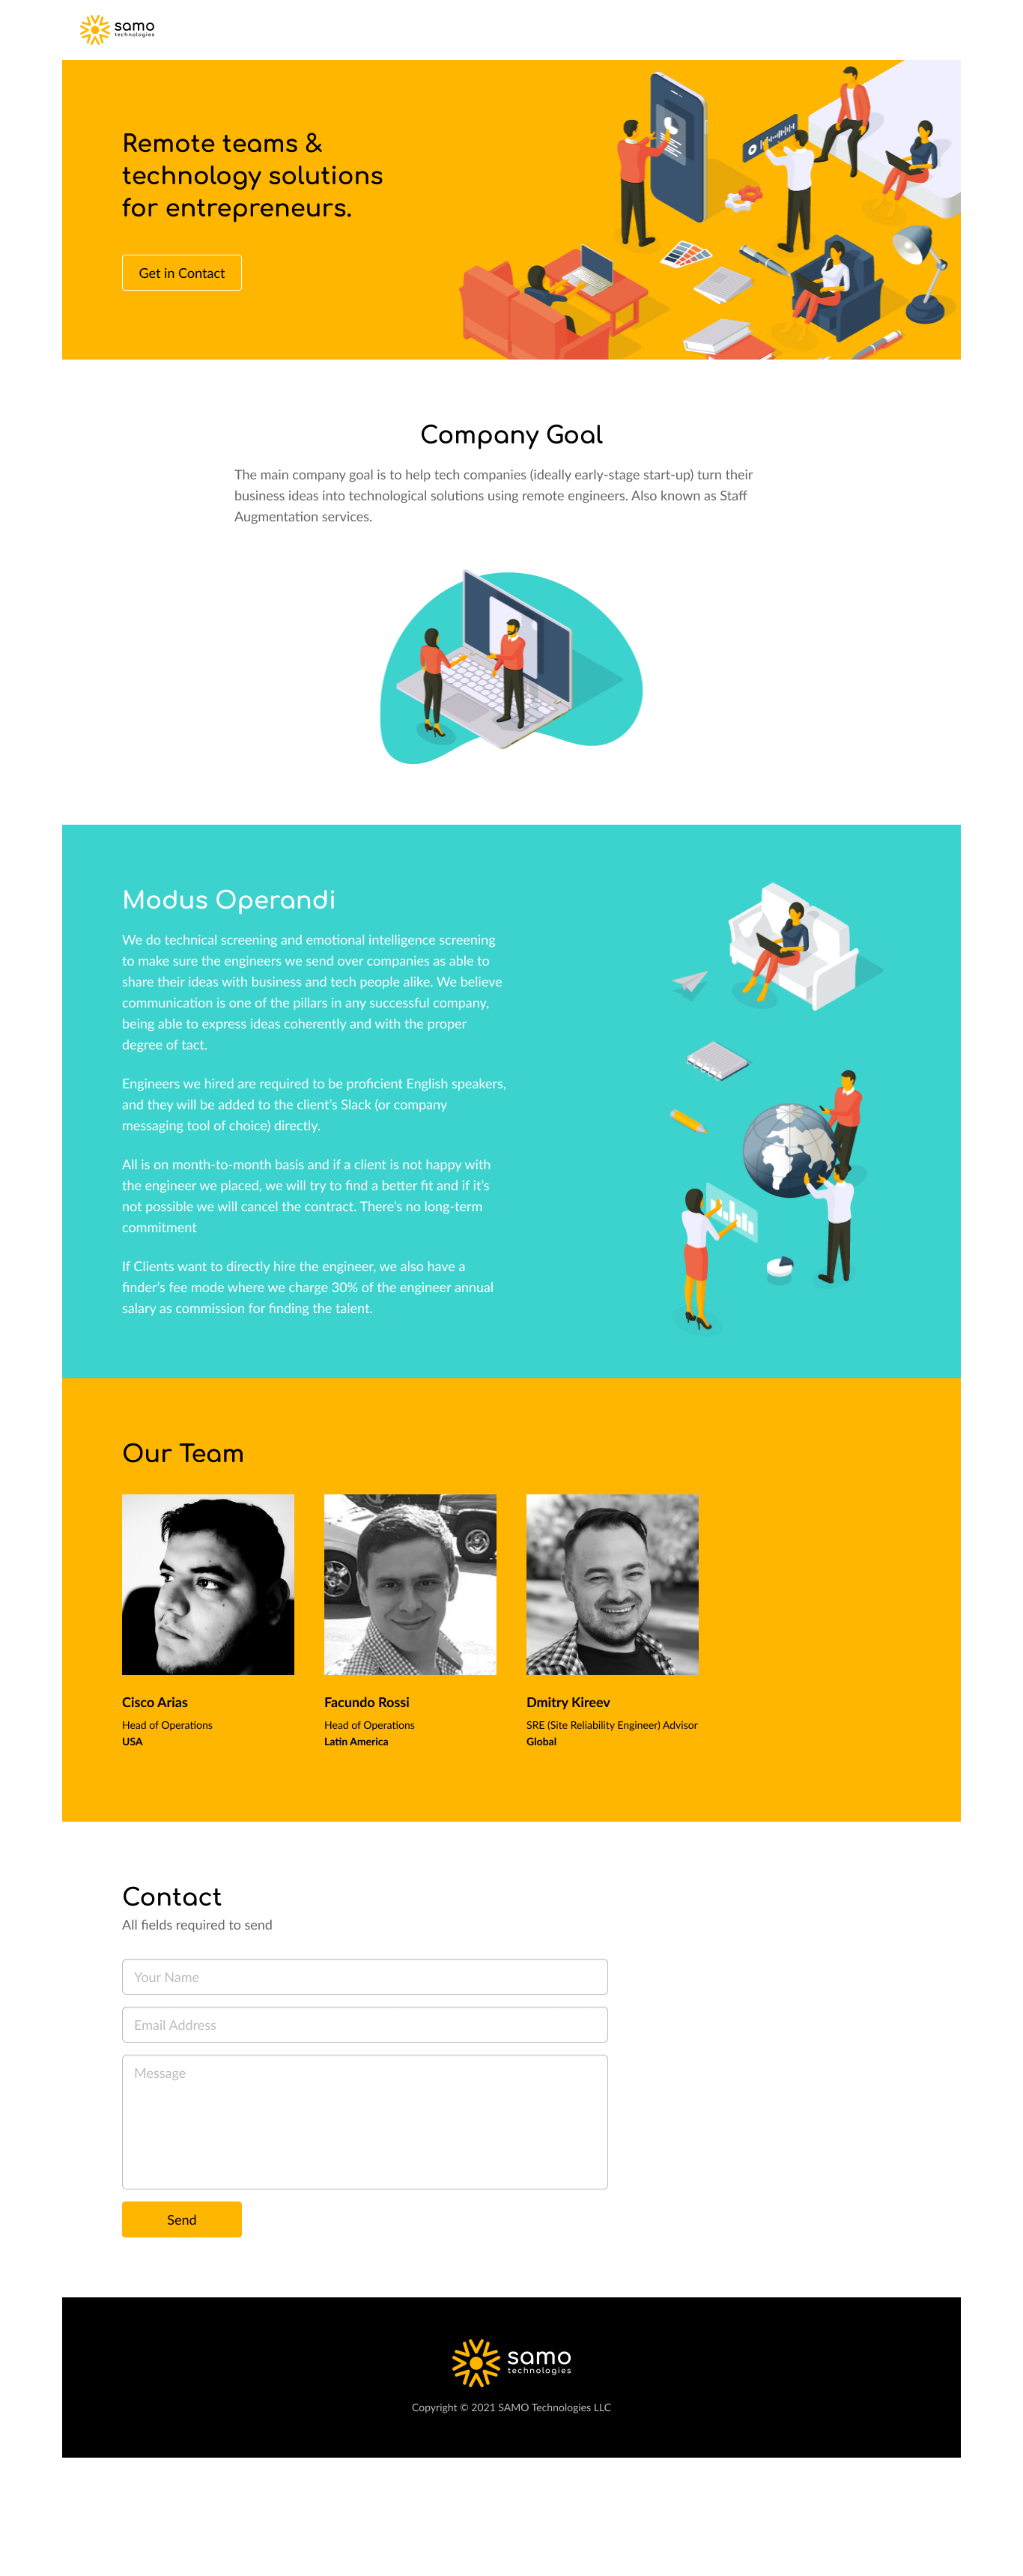 samo
technologies
Remote teams &
technology solutions
for entrepreneurs.
Get in Contact
Company Goal
The main company goal is to help tech companies (ideally early-stage start-up) turn their
business ideas into technological solutions using remote engineers. Also known as Staff
Augmentation services.
Modus Operandi
We do technical screening and emotional intelligence screening
to make sure the engineers we send over companies as able to
share their ideas with business and tech people alike. We believe
communication is one of the pillars in any successful company,
being able to express ideas coherently and with the proper
degree of tact.
Engineers we hired are required to be proficient English speakers,
and they will be added to the client's Slack (or company
messaging tool of choice) directly.
All is on month-to-month basis and if a client is not happy with
the engineer we placed, we will try to find a better fit and if it's
not possible we will cancel the contract. There's no long-term
commitment
If Clients want to directly hire the engineer, we also have a
finder's fee mode where we charge 30% of the engineer annual
salary as commission for finding the talent.
Our Team
Cisco Arias
Head of Operations
USA
Facundo Rossi
Head of Operations
Latin America
Dmitry Kireev
SRE (Site Reliability Engineer) Advisor
Global
Contact
All fields required to send
Your Name
Email Address
Message
Send
samo
technologies
Copyright © 2021 SAMO Technologies LLC